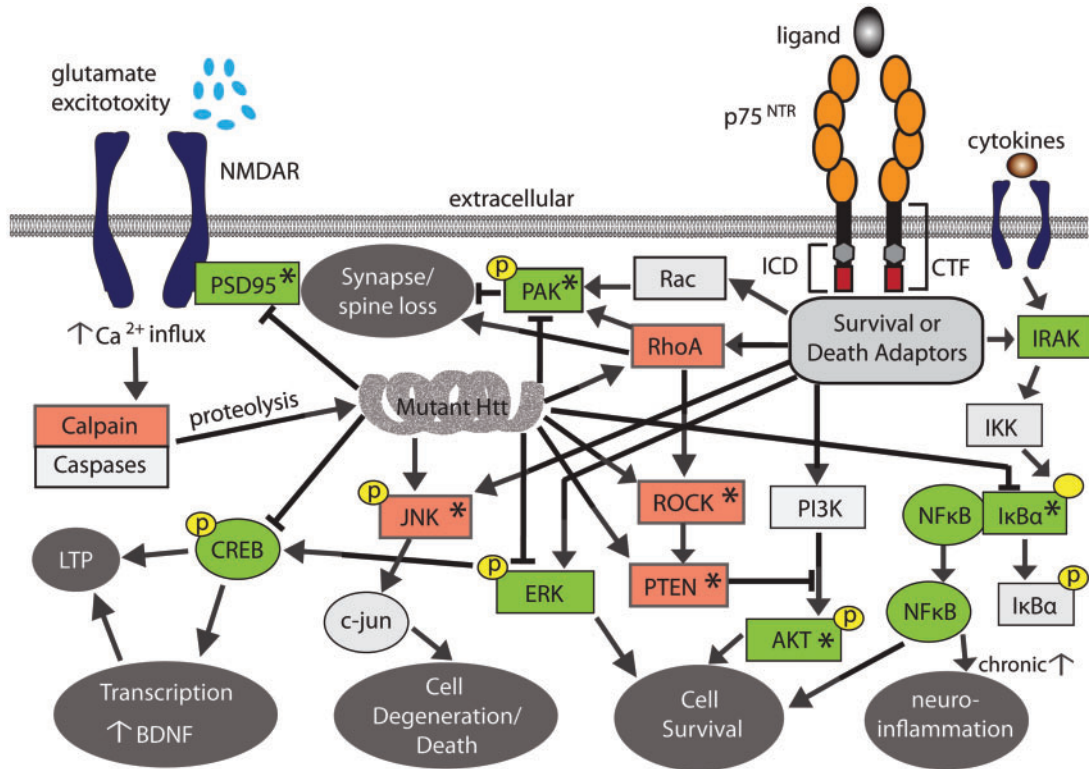 ligand
glutamate
excitotoxity
p75 NTR
NMDAR
cytokines
extracellular
ICD
CTF
p
PSD95 *
Synapse/
spine loss
PAK *
Rac
Survival or
Death Adaptors
IRAK
↑ Ca 2+ influx
RhoA
proteolysis
Mutant Htt
Calpain
Caspases
IKK
p
JNK *
ROCK *
PI3K
NFκB
IκBα *
p
CREB
LTP
p
ERK
PTEN *
p
IκBα
c-jun
AKT *
p
NFκB
chronic ↑
Transcription
↑ BDNF
Cell
Degeneration/
Death
Cell
Survival
neuro-
inflammation